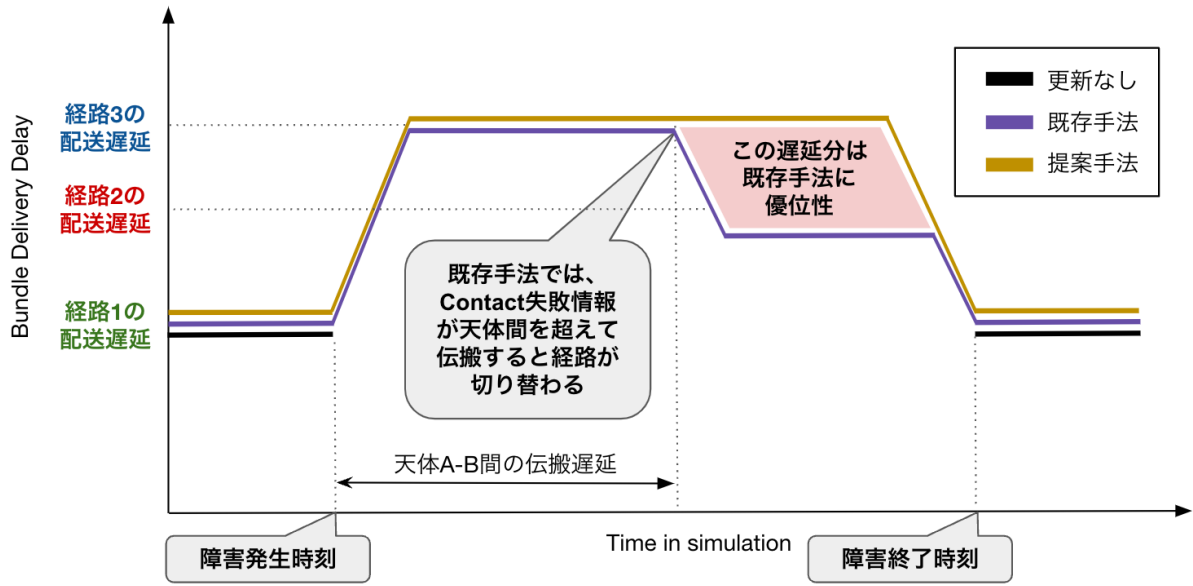 Bundle Delivery Delay
経路3の
配送遅延
経路2の
配送遅延
経路1の
配送遅延
更新なし
既存手法
提案手法
この遅延分は
既存手法に
優位性
既存手法では、
Contact失敗情報
が天体間を超えて
伝搬すると経路が
切り替わる
天体A-B間の伝搬遅延
障害発生時刻
Time in simulation
障害終了時刻